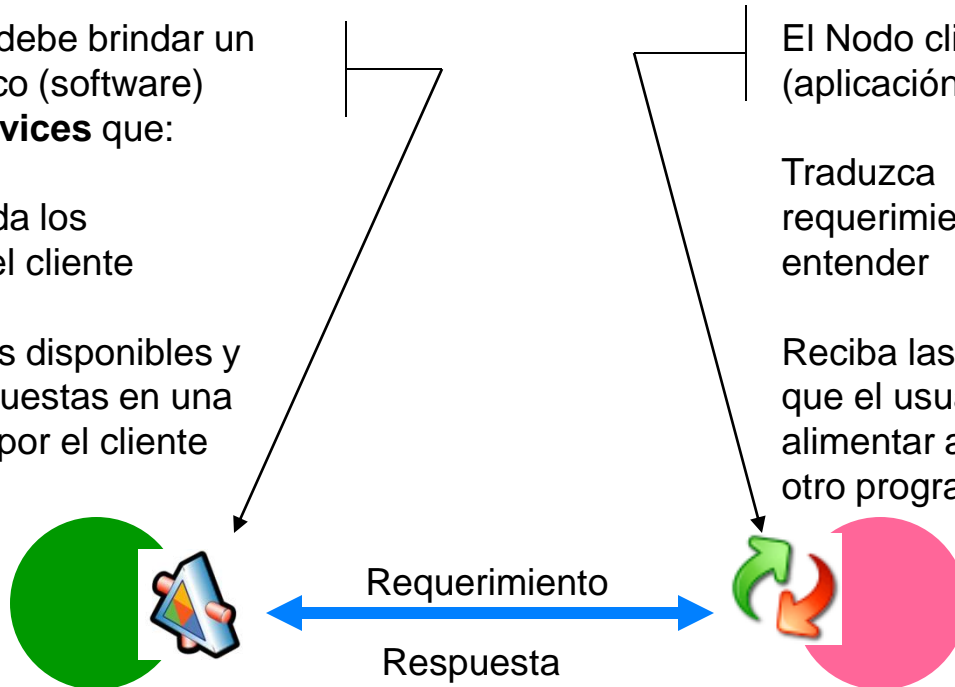 debe brindar un
co (software)
vices que:
da los
el cliente
s disponibles y
uestas en una
por el cliente
El Nodo cli
(aplicación
Traduzca
requerimie
entender
Reciba las
que el usua
alimentar a
otro progra
Requerimiento
Respuesta